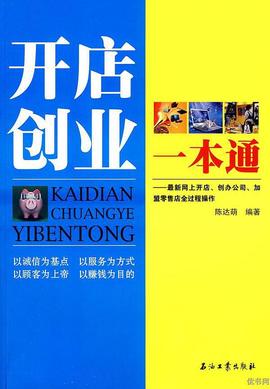 开店
创业
一本通
KAIDIAN
CHUANGYE
YIBENTONG
——最新网上开店、创办公司、加
盟零售店全过程操作
陈达萌 编著
以诚信为基点 以服务为方式
以顾客为上帝 以赚钱为目的
石油工业出版社
优书网